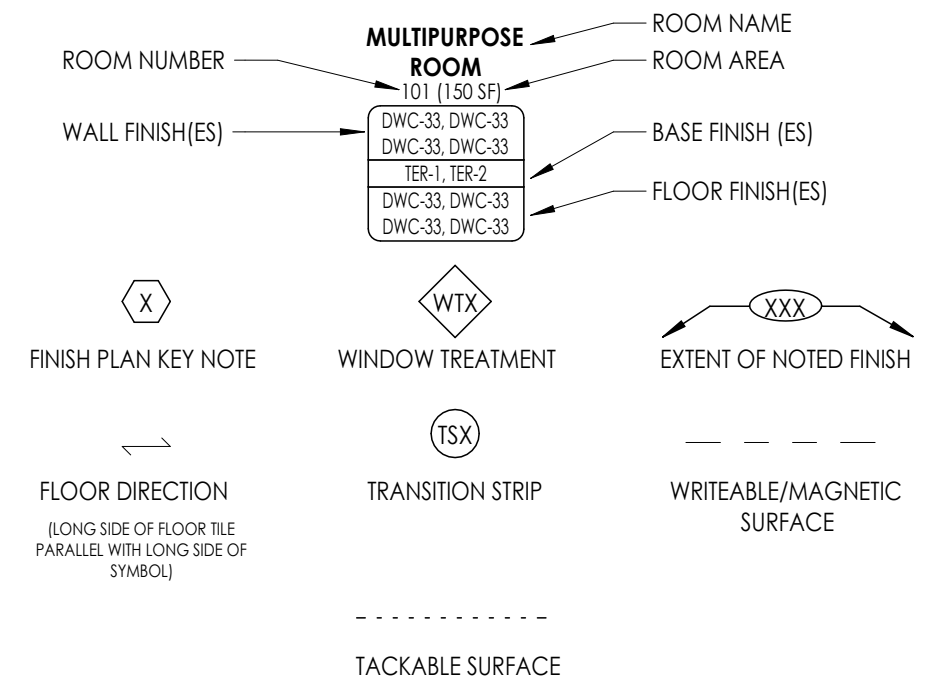 MULTIPURPOSE
ROOM
101 (150 SF)
ROOM NAME
ROOM NUMBER
ROOM AREA
WALL FINISH(ES)
DWC-33, DWC-33
DWC-33, DWC-33
TER-1, TER-2
DWC-33, DWC-33
DWC-33, DWC-33
BASE FINISH (ES)
FLOOR FINISH(ES)
X
FINISH PLAN KEY NOTE
WTX
WINDOW TREATMENT
XXX
EXTENT OF NOTED FINISH
FLOOR DIRECTION
(LONG SIDE OF FLOOR TILE
PARALLEL WITH LONG SIDE OF
SYMBOL)
TSX
TRANSITION STRIP
WRITEABLE/MAGNETIC
SURFACE
TACKABLE SURFACE